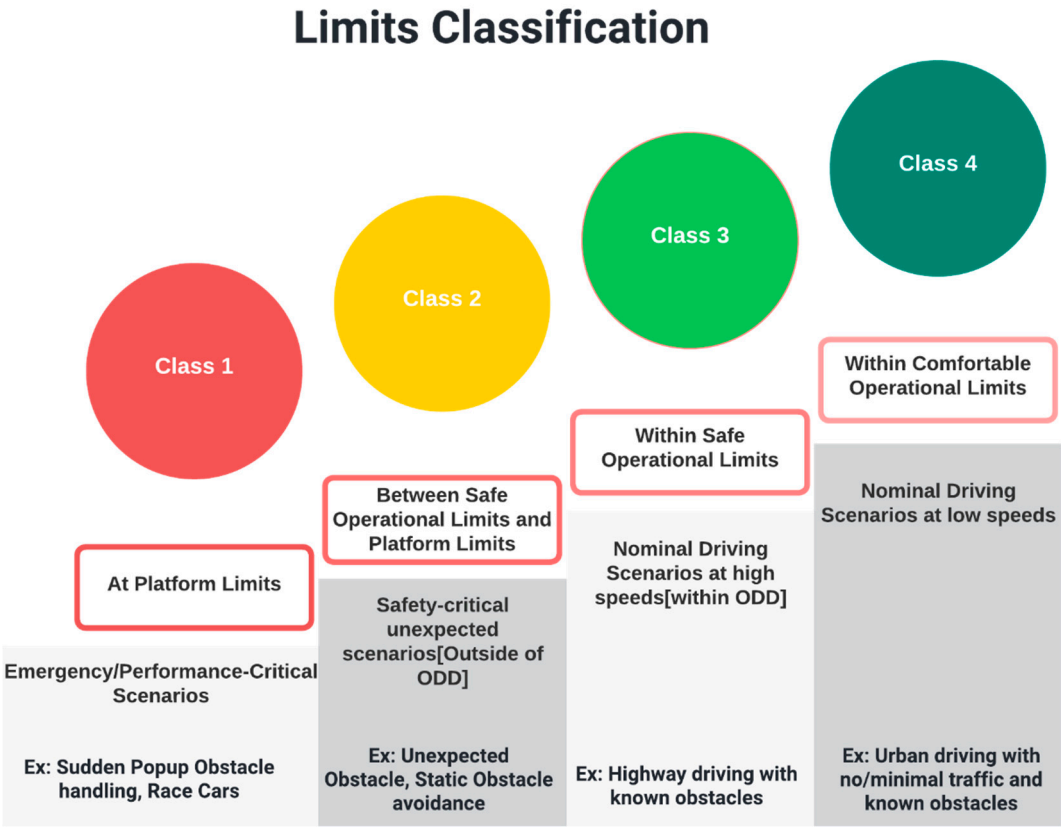 Limits Classification
Class 1
At Platform Limits
Emergency/Performance-Critical
Scenarios
Ex: Sudden Popup Obstacle
handling, Race Cars
Class 2
Between Safe
Operational Limits and
Platform Limits
Safety-critical
unexpected
scenarios[Outside of
ODD]
Ex: Unexpected
Obstacle, Static Obstacle
avoidance
Class 3
Within Safe
Operational Limits
Nominal Driving
Scenarios at high
speeds[within ODD]
Ex: Highway driving with
known obstacles
Class 4
Within Comfortable
Operational Limits
Nominal Driving
Scenarios at low speeds
Ex: Urban driving with
no/minimal traffic and
known obstacles